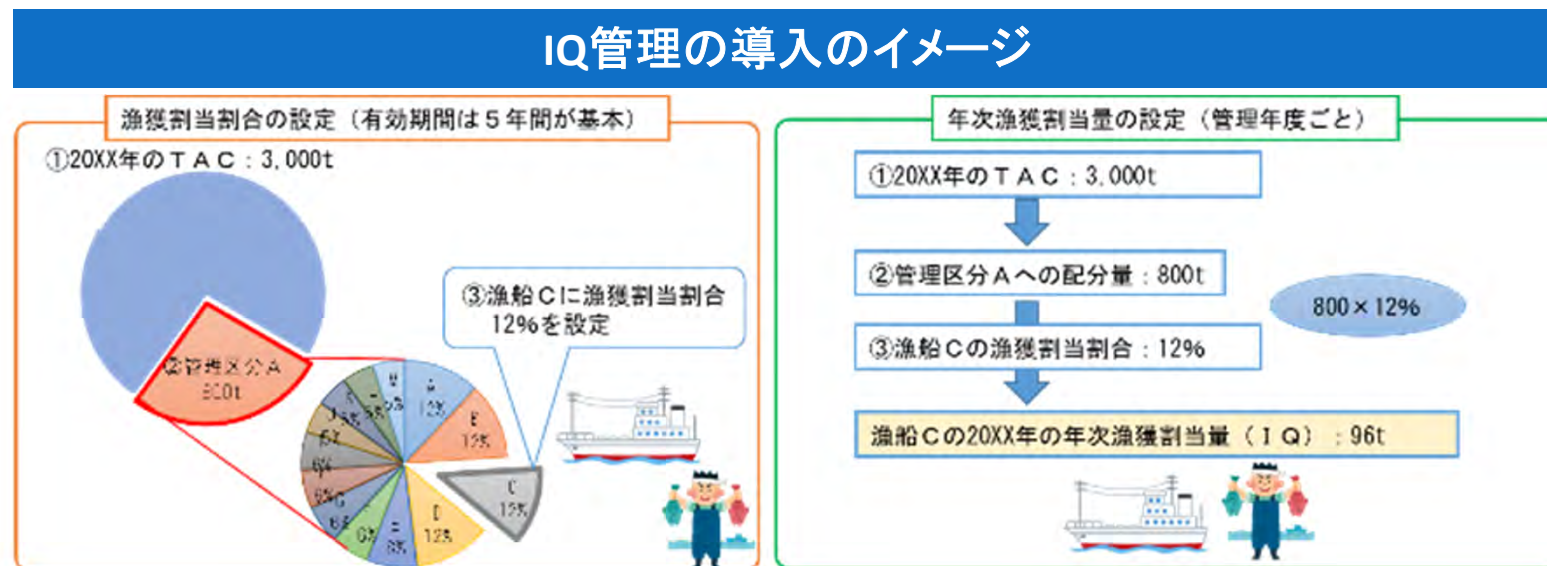 IQ管理の導入のイメージ
漁獲割当割合の設定（有効期間は５年間が基本）
①20XX年のＴＡＣ：3,000t
②管理区分Ａ
800t
③漁船Ｃに漁獲割当割合
12%を設定
A
12%
B
12%
C
12%
D
12%
年次漁獲割当量の設定（管理年度ごと）
①20XX年のＴＡＣ：3,000t
②管理区分Ａへの配分量：800t
③漁船Ｃの漁獲割当割合：12%
800×12%
漁船Ｃの20XX年の年次漁獲割当量（ＩＱ）：96t